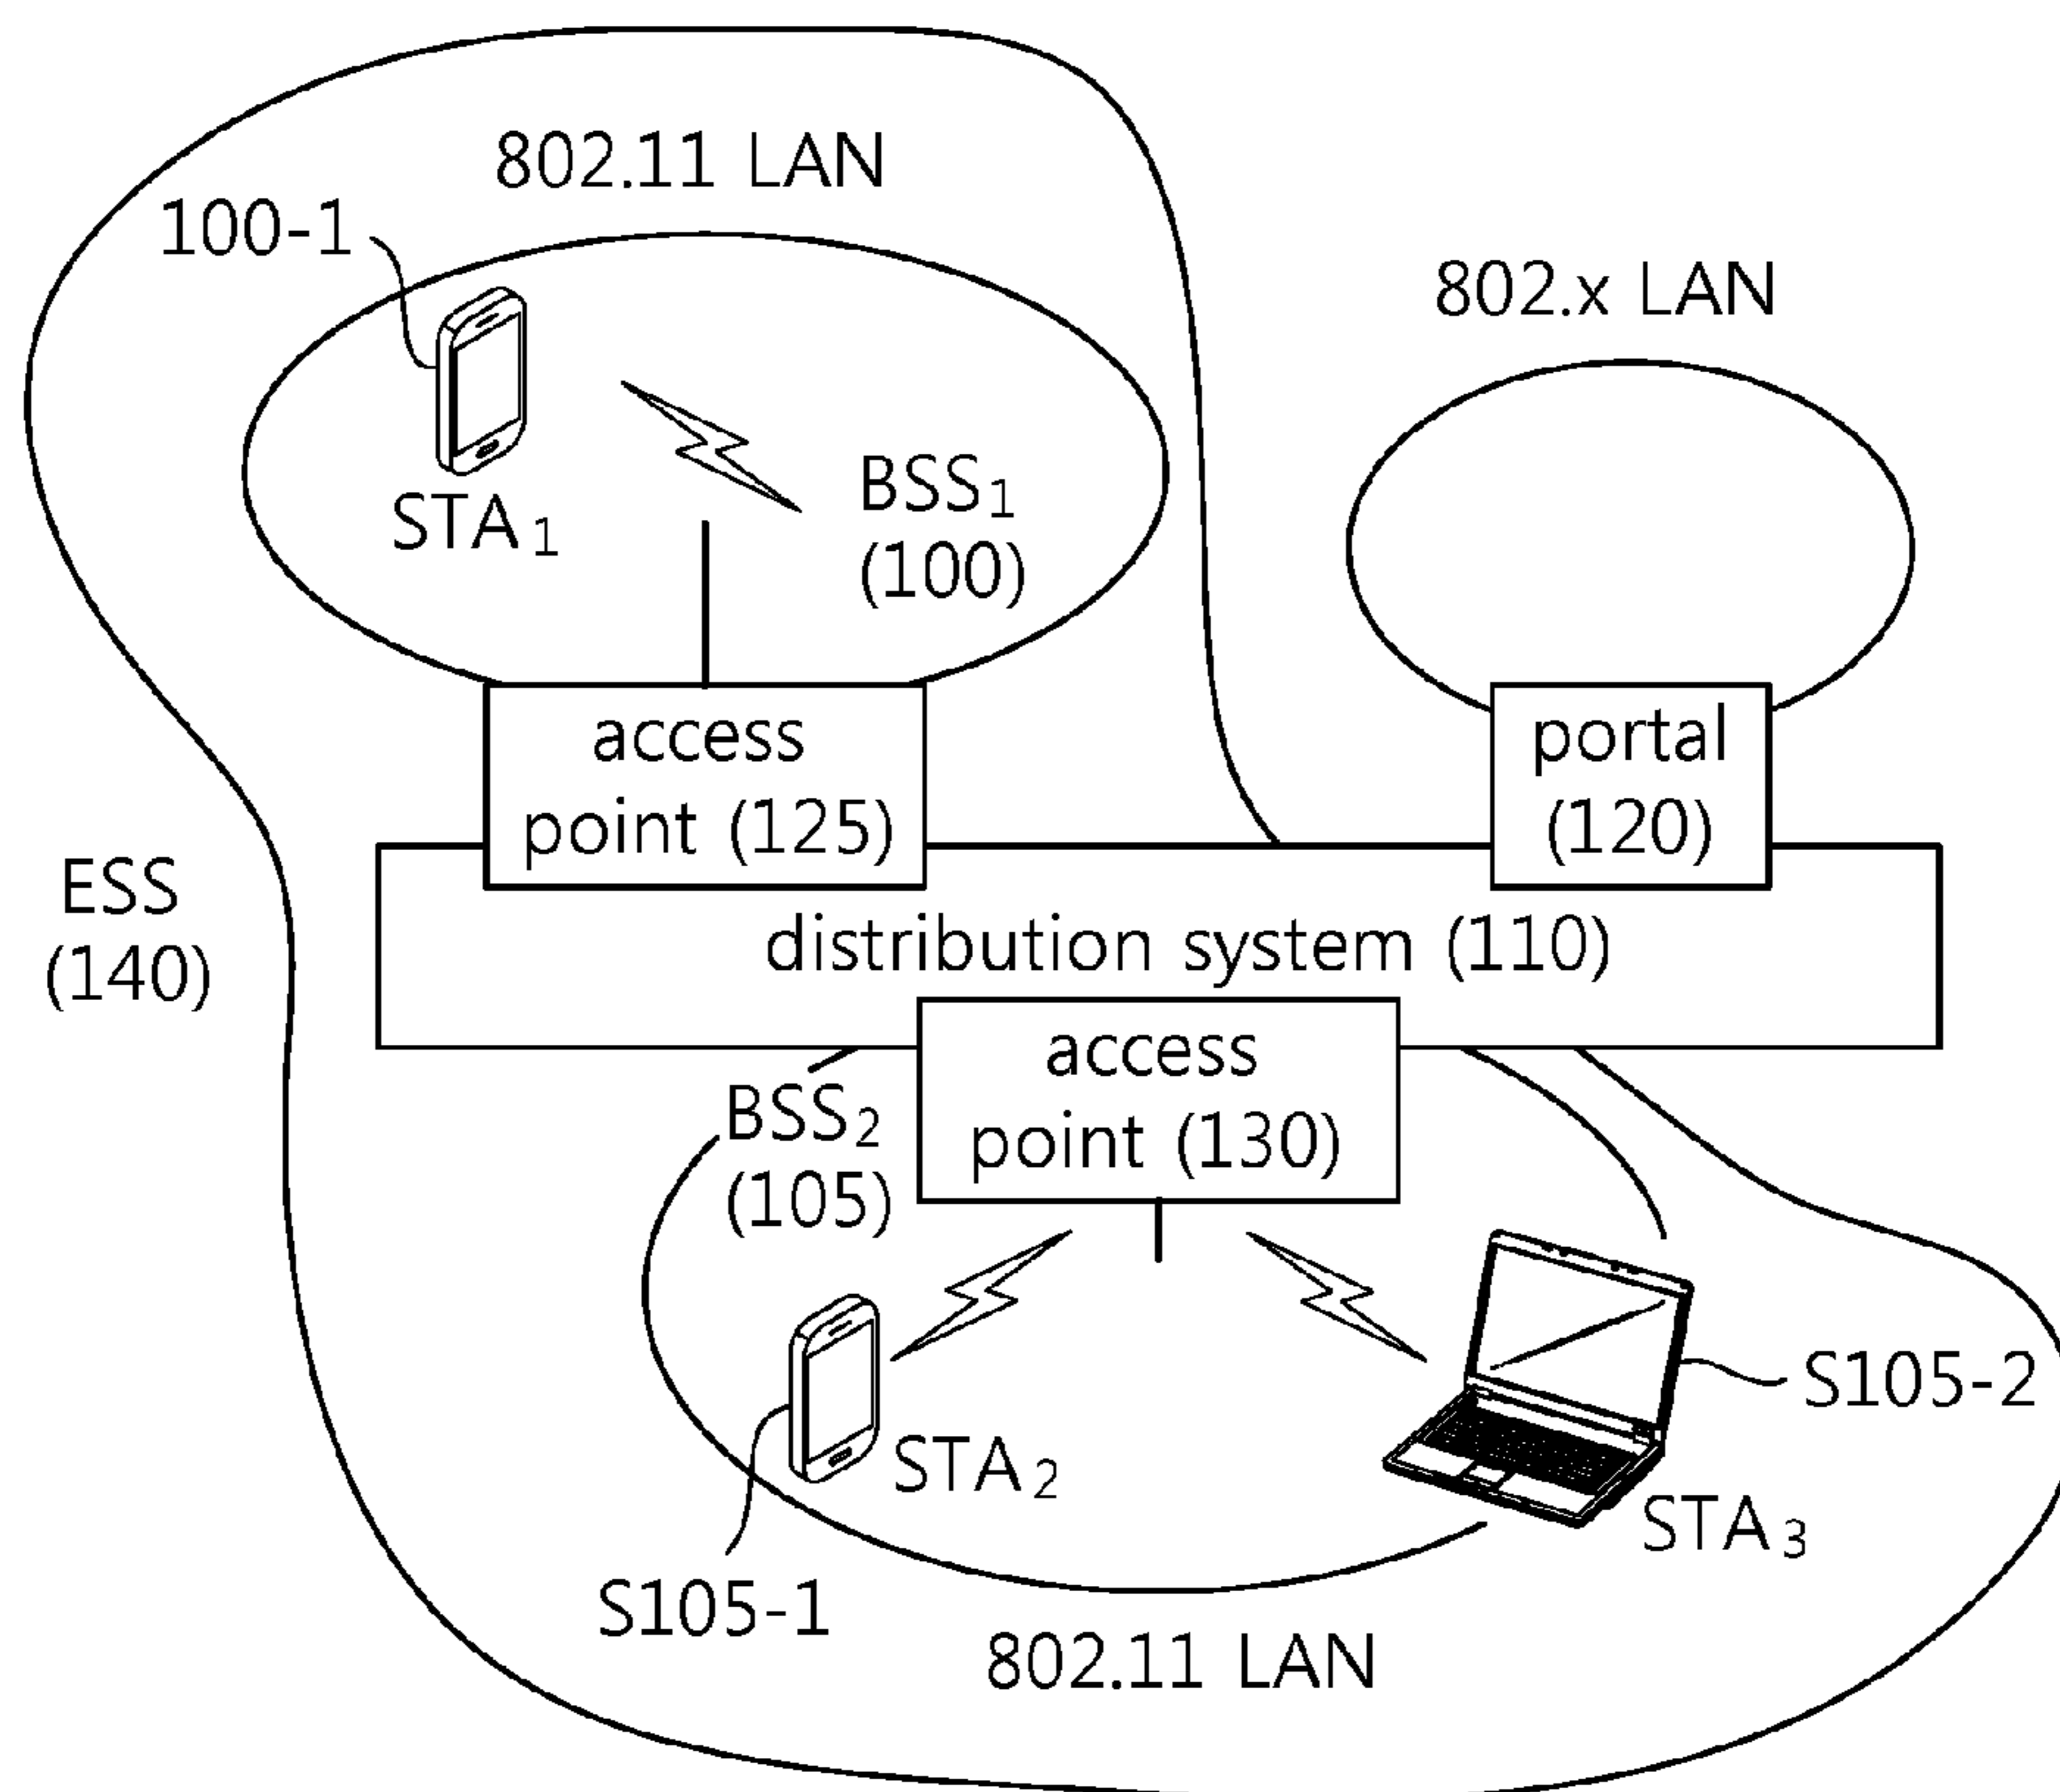 802.11 LAN
100-1
802.x LAN
STA1
BSS1
(100)
access
point (125)
portal
(120)
ESS
(140)
distribution system (110)
access
point (130)
BSS2
(105)
S105-2
STA2
STA3
S105-1
802.11 LAN